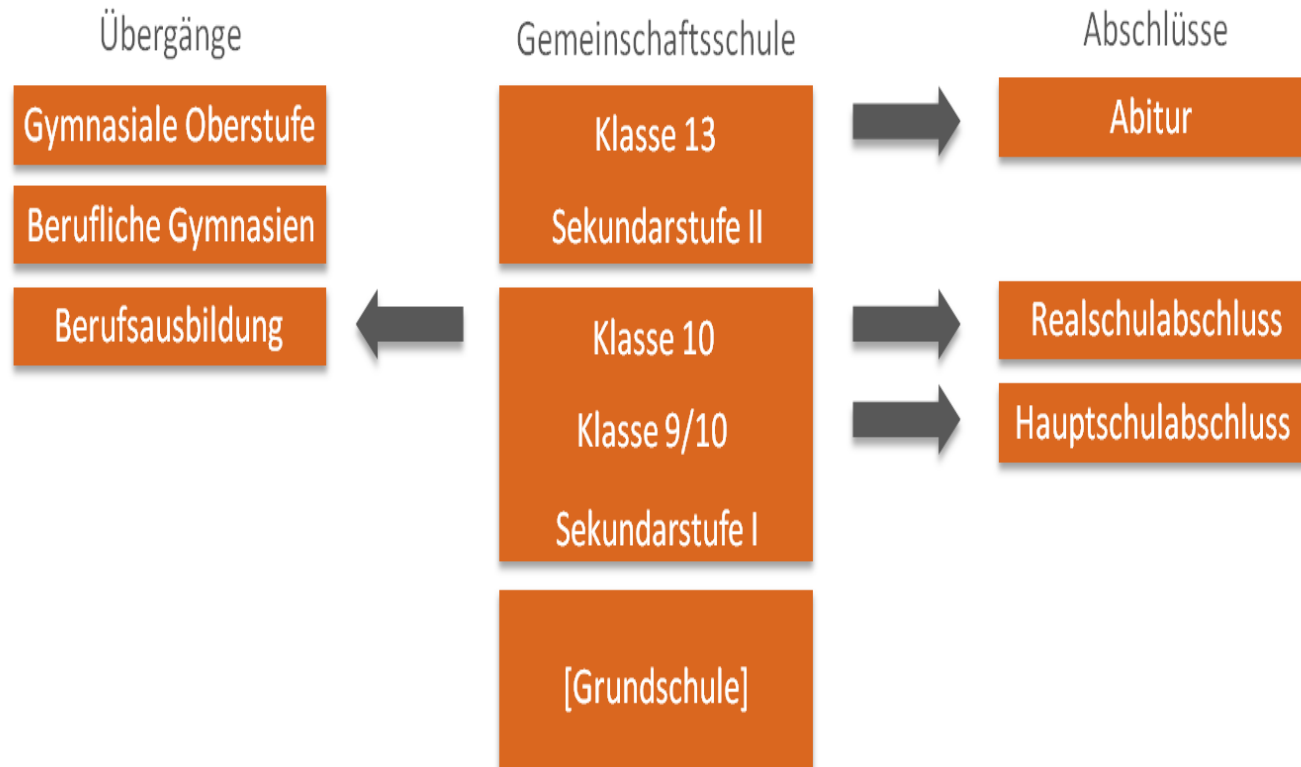 Übergänge
Gymnasiale Oberstufe
Berufliche Gymnasien
Berufsausbildung
Gemeinschaftsschule
Klasse 13
Sekundarstufe II
Klasse 10
Klasse 9/10
Sekundarstufe I
[Grundschule]
Abschlüsse
Abitur
Realschulabschluss
Hauptschulabschluss